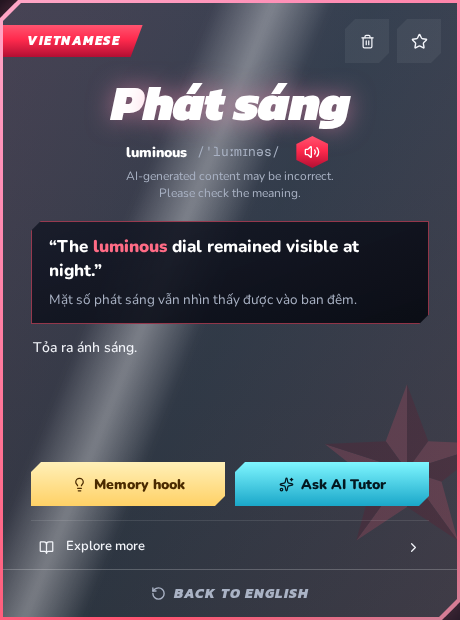 VIETNAMESE
Phát sáng
luminous /ˈluːmɪnəs/
AI-generated content may be incorrect.
Please check the meaning.
“The luminous dial remained visible at
night.”
Mặt số phát sáng vẫn nhìn thấy được vào ban đêm.
Tỏa ra ánh sáng.
Memory hook
Ask AI Tutor
Explore more
BACK TO ENGLISH